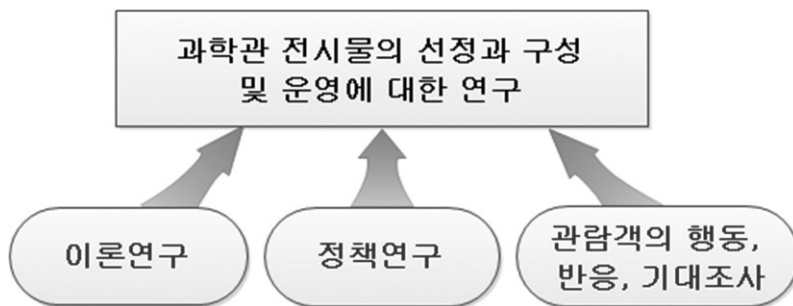 과학관 전시물의 선정과 구성
및 운영에 대한 연구
이론연구
정책연구
관람객의 행동,
반응, 기대조사